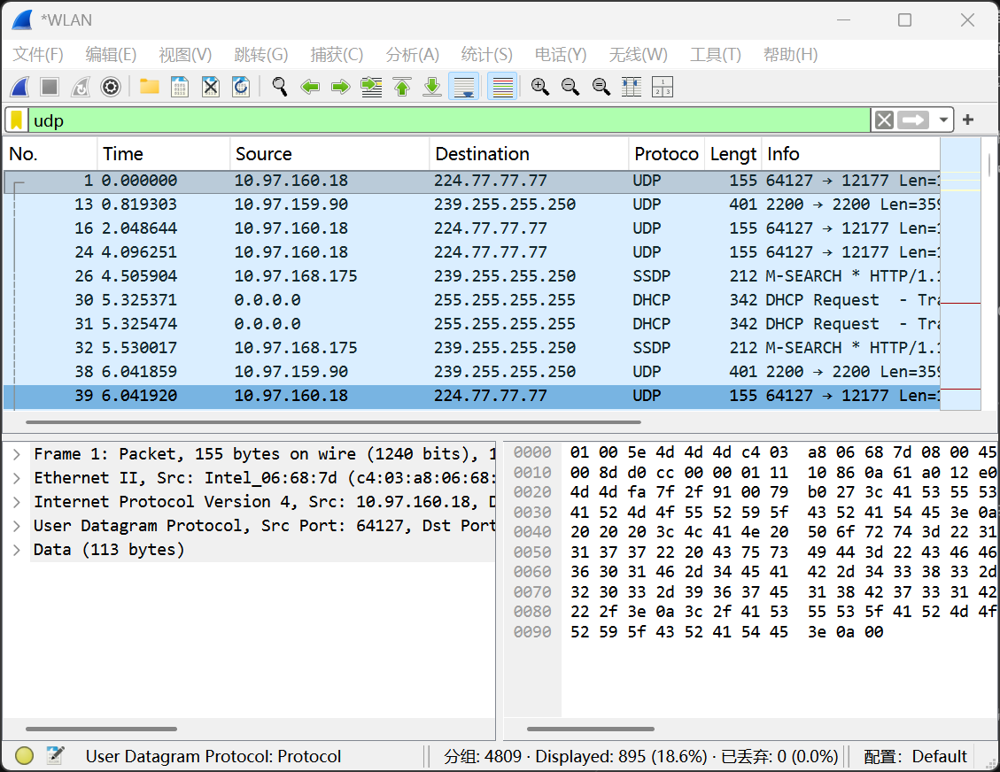 *WLAN
文件(F) 编辑(E) 视图(V) 跳转(G) 捕获(C) 分析(A) 统计(S) 电话(Y) 无线(W) 工具(T) 帮助(H)
udp
No. Time Source Destination Protoco Lengt Info
1 0.000000 10.97.160.18 224.77.77.77 UDP 155 64127 → 12177 Len=1
13 0.819303 10.97.159.90 239.255.255.250 UDP 401 2200 → 2200 Len=359
16 2.048644 10.97.160.18 224.77.77.77 UDP 155 64127 → 12177 Len=1
24 4.096251 10.97.160.18 224.77.77.77 UDP 155 64127 → 12177 Len=1
26 4.505904 10.97.168.175 239.255.255.250 SSDP 212 M-SEARCH * HTTP/1.1
30 5.325371 0.0.0.0 255.255.255.255 DHCP 342 DHCP Request - Tra
31 5.325474 0.0.0.0 255.255.255.255 DHCP 342 DHCP Request - Tra
32 5.530017 10.97.168.175 239.255.255.250 SSDP 212 M-SEARCH * HTTP/1.1
38 6.041859 10.97.159.90 239.255.255.250 UDP 401 2200 → 2200 Len=359
39 6.041920 10.97.160.18 224.77.77.77 UDP 155 64127 → 12177 Len=1
Frame 1: Packet, 155 bytes on wire (1240 bits), 1
Ethernet II, Src: Intel_06:68:7d (c4:03:a8:06:68:
Internet Protocol Version 4, Src: 10.97.160.18, D
User Datagram Protocol, Src Port: 64127, Dst Port
Data (113 bytes)
0000 01 00 5e 4d 4d 4d c4 03 a8 06 68 7d 08 00 45
0010 00 8d d0 cc 00 00 01 11 10 86 0a 61 a0 12 e0
0020 4d 4d fa 7f 2f 91 00 79 b0 27 3c 41 53 55 53
0030 41 52 4d 4f 55 52 59 5f 43 52 41 54 45 3e 0a
0040 20 20 20 3c 4c 41 4e 20 50 6f 72 74 3d 22 31
0050 31 37 37 22 20 43 75 73 49 44 3d 22 43 46 46
0060 36 30 31 46 2d 34 45 41 42 2d 34 33 38 33 2d
0070 32 30 33 2d 39 36 37 45 31 38 42 37 33 31 42
0080 22 2f 3e 0a 3c 2f 41 53 55 53 5f 41 52 4d 4f
0090 52 59 5f 43 52 41 54 45 3e 0a 00
User Datagram Protocol: Protocol 分组: 4809 · Displayed: 895 (18.6%) · 已丢弃: 0 (0.0%) 配置: Default